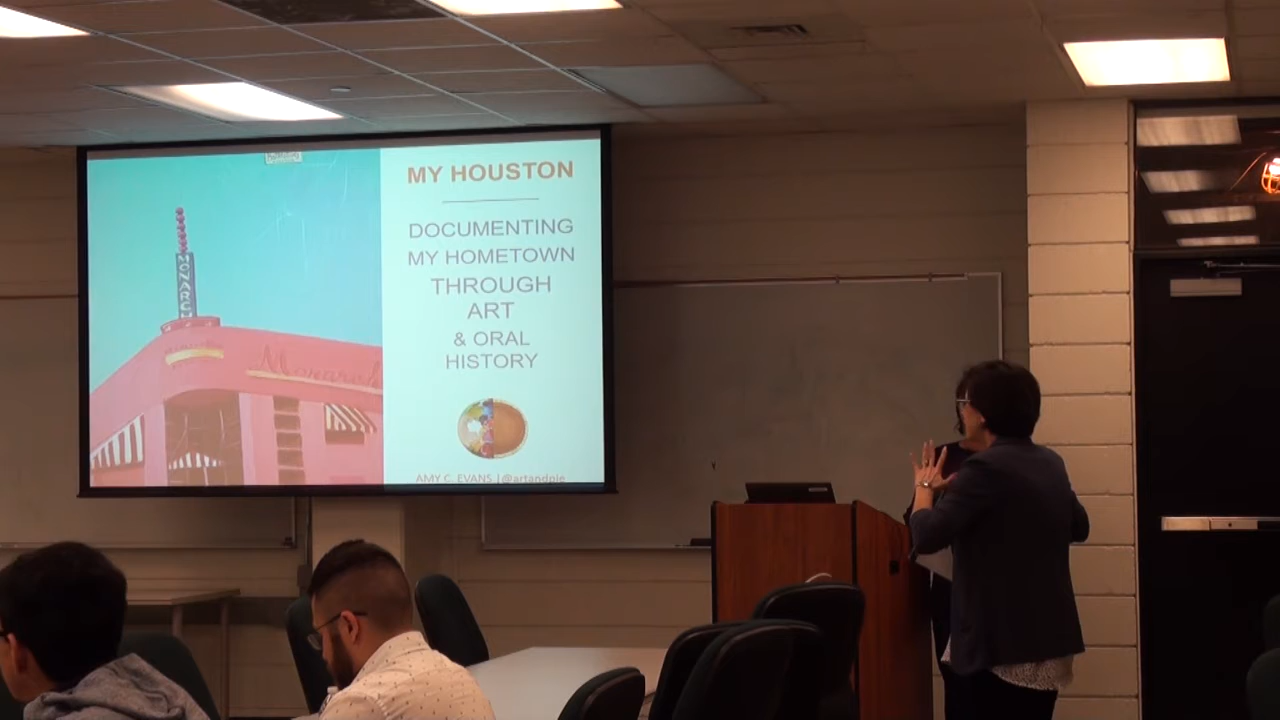 MY HOUSTON
DOCUMENTING
MY HOMETOWN
THROUGH
ART
& ORAL
HISTORY
AMY C. EVANS | @artandpie
MONARCH
Monarch